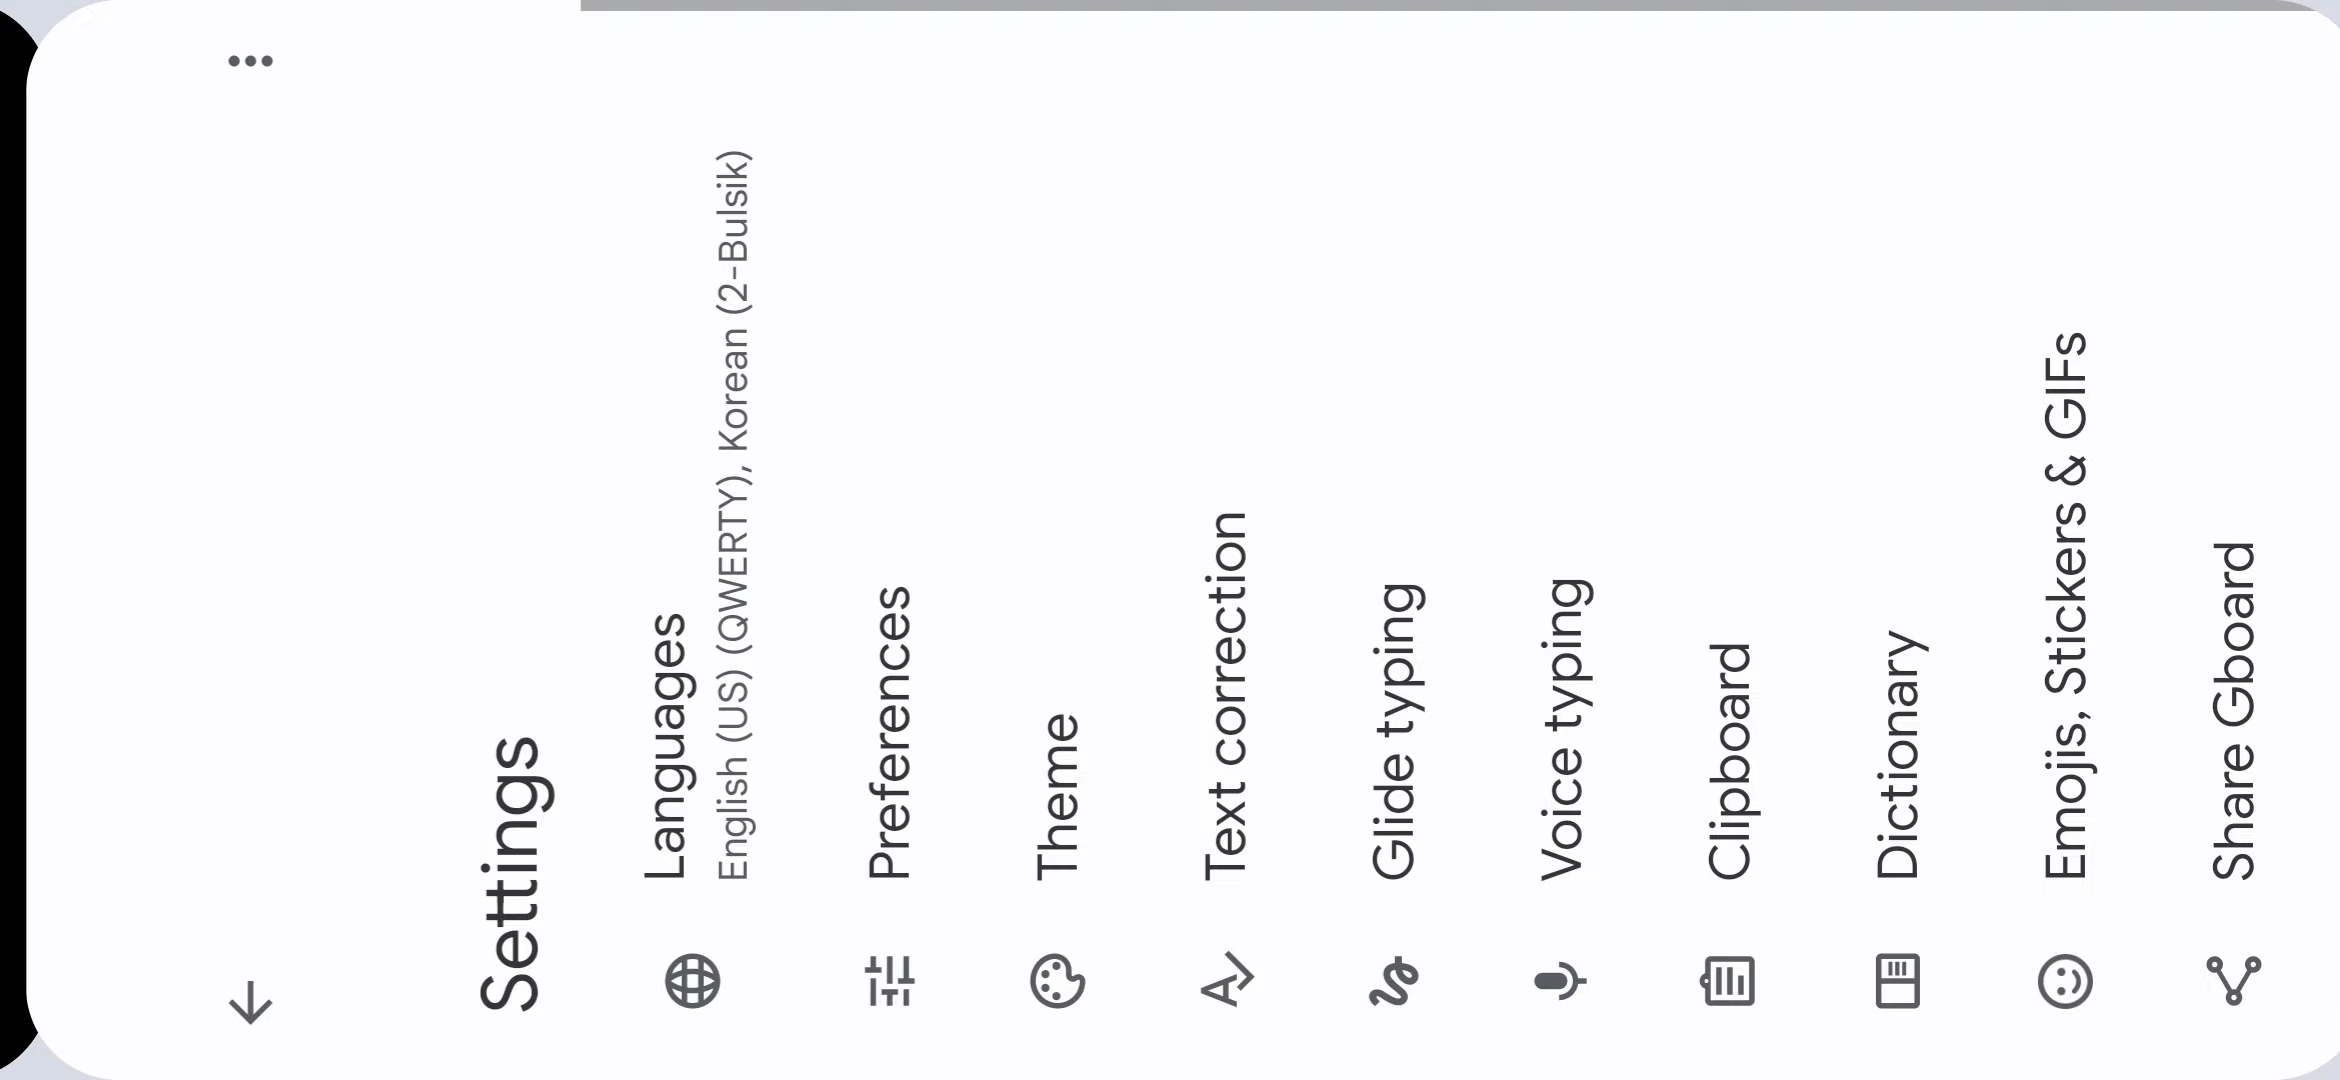 Settings
Languages
English (US) (QWERTY), Korean (2-Bulsik)
Preferences
Theme
Text correction
Glide typing
Voice typing
Clipboard
Dictionary
Emojis, Stickers & GIFs
Share Gboard